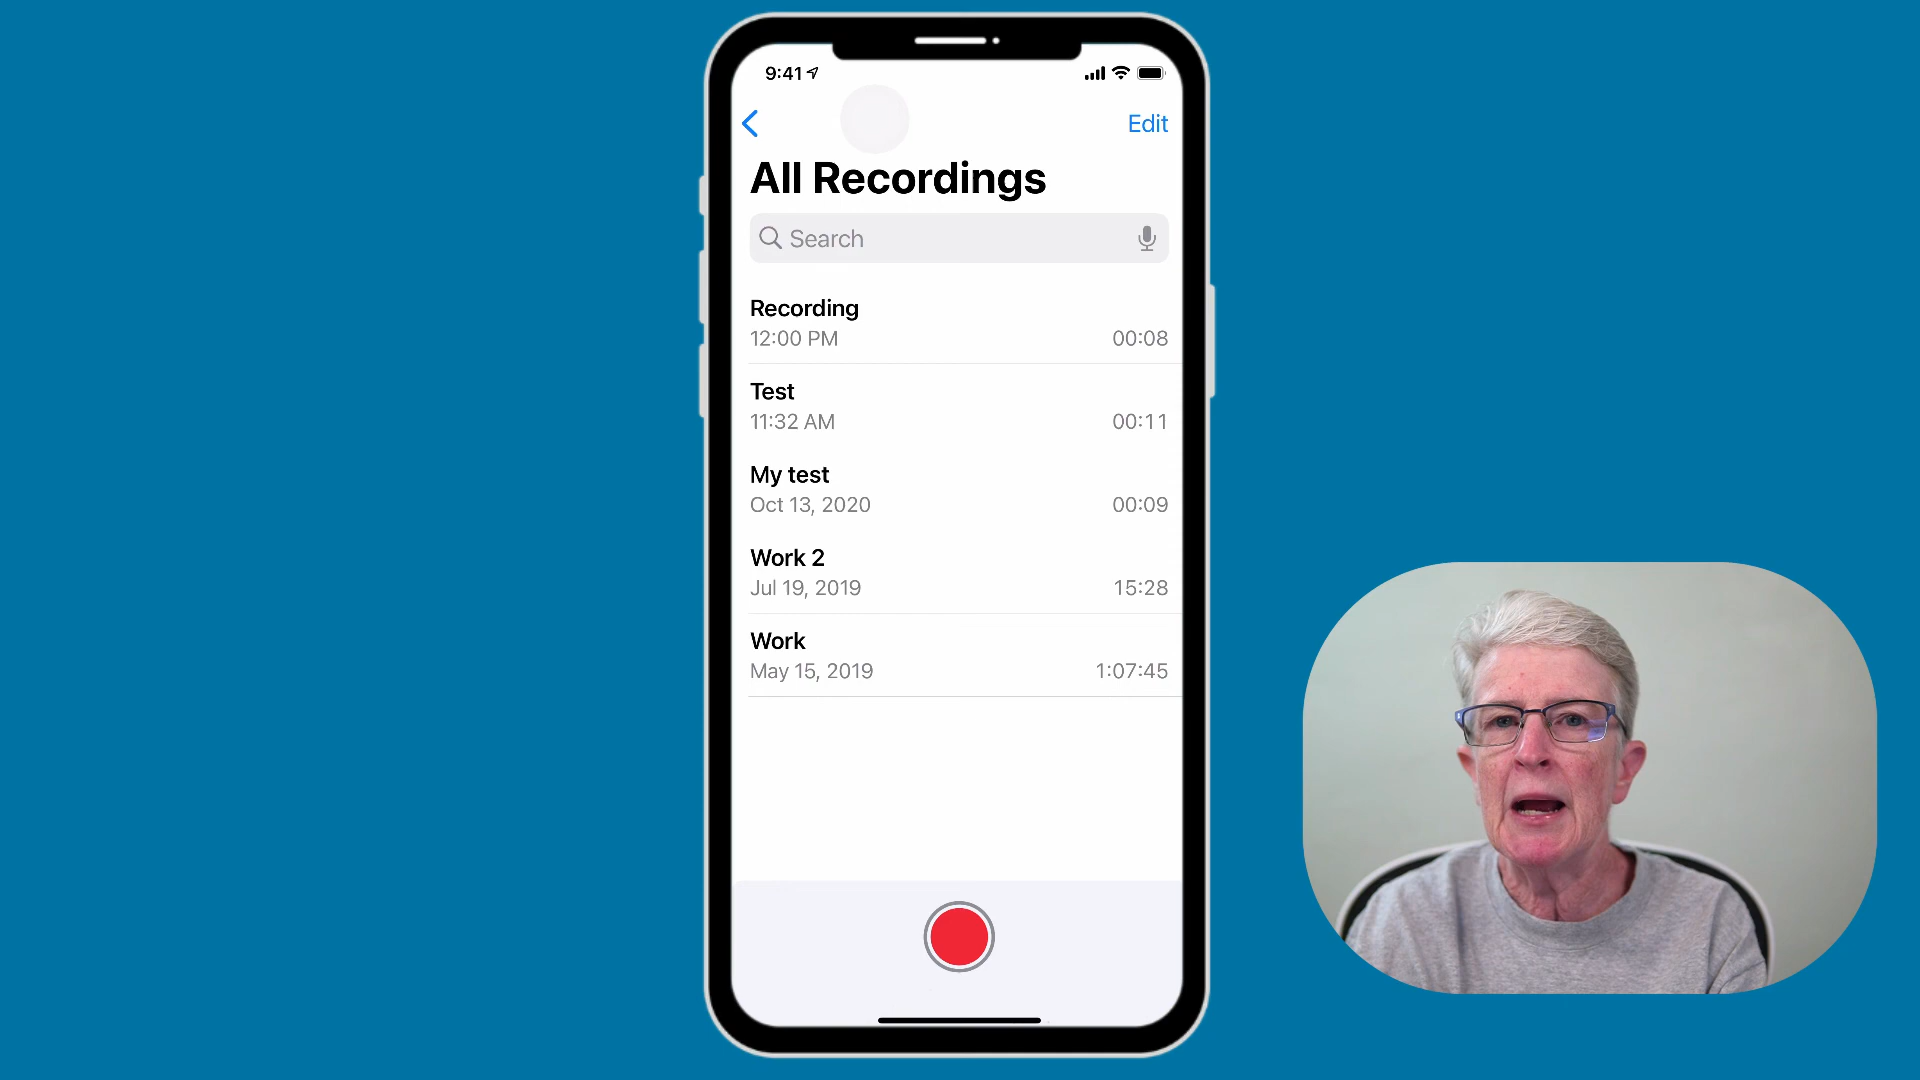 9:41
Edit
All Recordings
Search
Recording
12:00 PM 00:08
Test
11:32 AM 00:11
My test
Oct 13, 2020 00:09
Work 2
Jul 19, 2019 15:28
Work
May 15, 2019 1:07:45